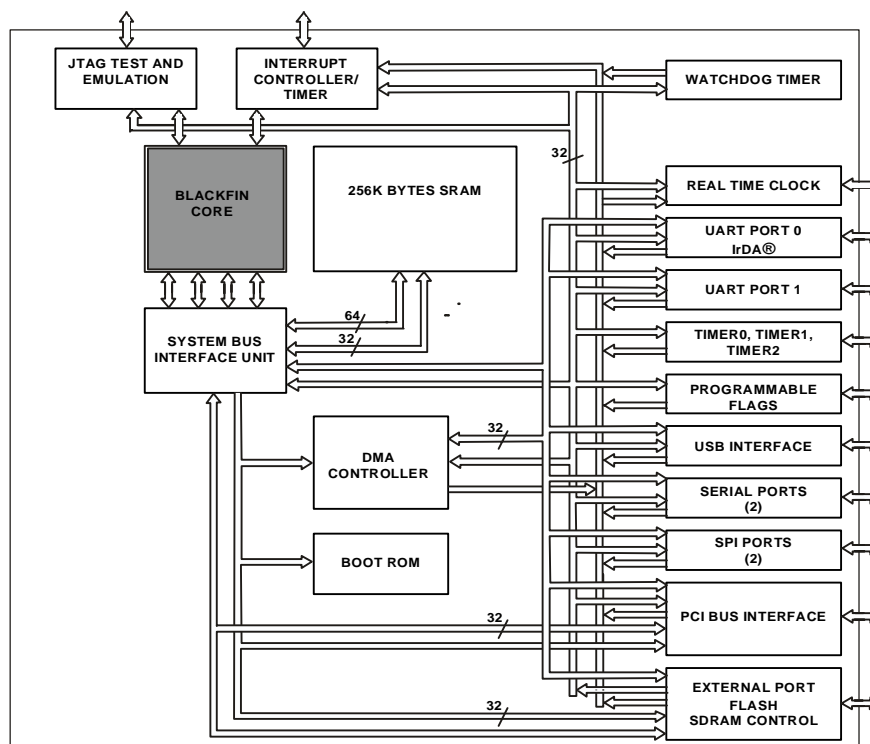 JTAG TEST AND
EMULATION
INTERRUPT
CONTROLLER/
TIMER
WATCHDOG TIMER
32
BLACKFIN
CORE
256K BYTES SRAM
REAL TIME CLOCK
UART PORT 0
IrDA®
UART PORT 1
64
32
SYSTEM BUS
INTERFACE UNIT
TIMER0, TIMER1,
TIMER2
PROGRAMMABLE
FLAGS
32
DMA
CONTROLLER
USB INTERFACE
SERIAL PORTS
(2)
BOOT ROM
SPI PORTS
(2)
32
PCI BUS INTERFACE
32
EXTERNAL PORT
FLASH
SDRAM CONTROL